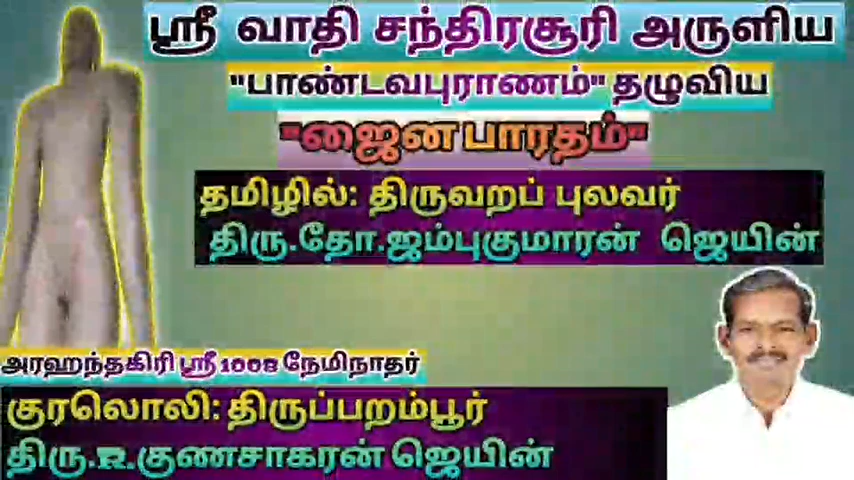 ஸ்ரீ வாதி சந்திரசூரி அருளிய
"பாண்டவபுராணம்" தழுவிய
"ஜைன பாரதம்"
தமிழில்: திருவறப் புலவர்
திரு.தோ.ஜம்புகுமாரன் ஜெயின்
அரஹந்தகிரி ஸ்ரீ 1008 நேமிநாதர்
குரலொலி: திருப்பறம்பூர்
திரு. குணசாகரன் ஜெயின்